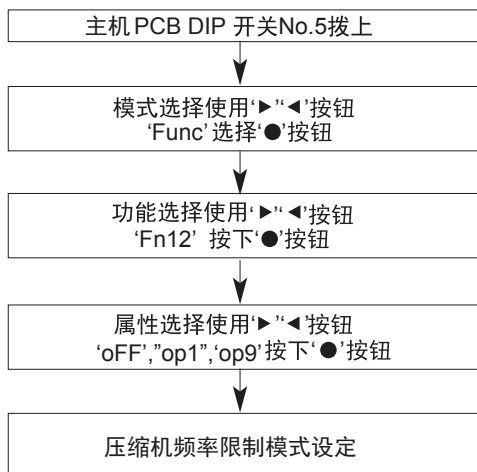 主机PCB DIP 开关No.5拨上
模式选择使用‘▶’‘◀’按钮
‘Func’ 选择‘●’按钮
功能选择使用‘▶’‘◀’按钮
‘Fn12’ 按下‘●’按钮
属性选择使用‘▶’‘◀’按钮
‘oFF’,”op1”,‘op9’按下‘●’按钮
压缩机频率限制模式设定